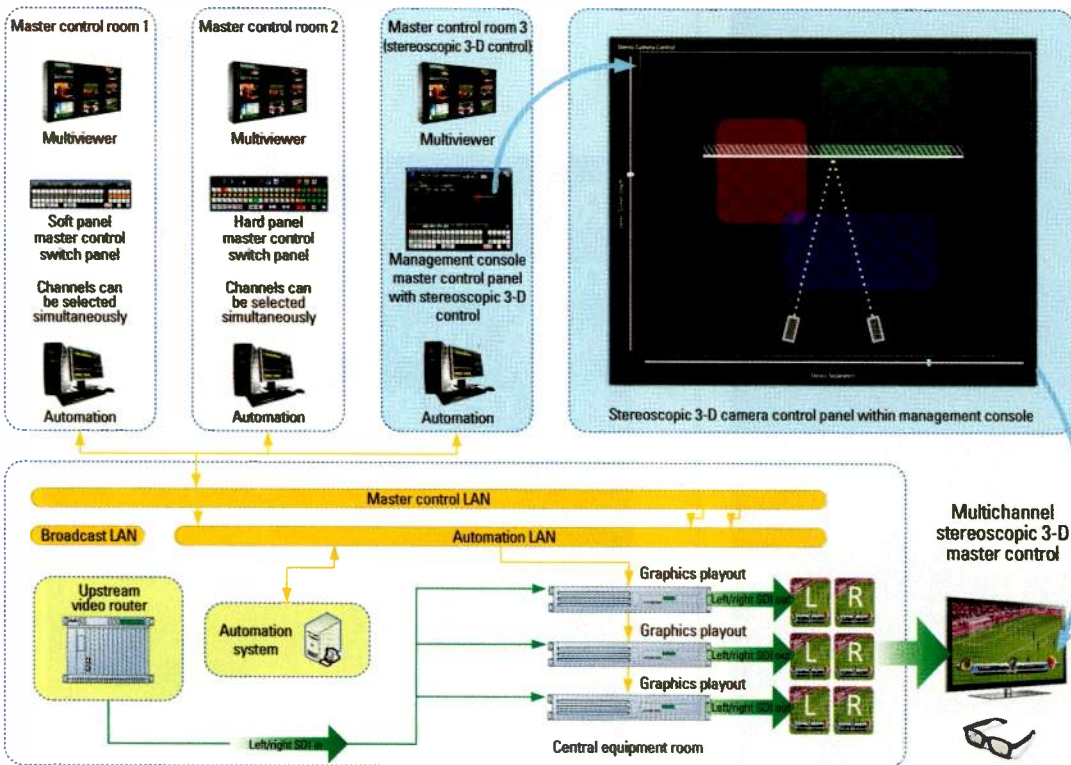 Master control room 1
Multiviewer
Soft panel
master control
switch panel
Channels can
be selected
simultaneously
Automation
Master control room 2
Multiviewer
Hard panel
master control
switch panel
Channels can
be selected
simultaneously
Automation
Master control room 3
(stereoscopic 3-D control)
Multiviewer
Management console
master control panel
with stereoscopic 3-D
control
Automation
Stereo Camera Control
Stereo Separation
Stereoscopic 3-D camera control panel within management console
Master control LAN
Broadcast LAN
Automation LAN
Upstream
video router
Automation
system
Left/right SDI in
Graphics playout
Left/right SDI out
L R
Graphics playout
Left/right SDI out
L R
Graphics playout
Left/right SDI out
L R
Central equipment room
Multichannel
stereoscopic 3-D
master control